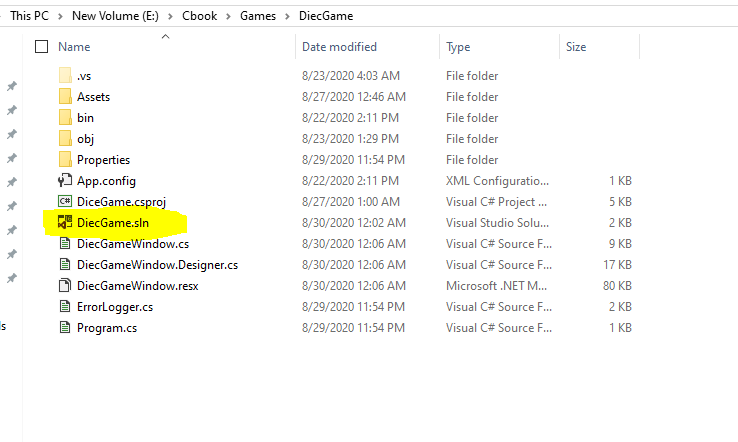 This PC > New Volume (E:) > Cbook > Games > DiecGame
Name Date modified Type Size
.vs 8/23/2020 4:03 AM File folder
Assets 8/27/2020 12:46 AM File folder
bin 8/22/2020 2:11 PM File folder
obj 8/23/2020 1:29 PM File folder
Properties 8/29/2020 11:54 PM File folder
App.config 8/22/2020 2:11 PM XML Configuratio... 1 KB
C# DiceGame.csproj 8/27/2020 1:00 AM Visual C# Project ... 5 KB
DiecGame.sln 8/30/2020 12:02 AM Visual Studio Solu... 2 KB
DiecGameWindow.cs 8/30/2020 12:06 AM Visual C# Source F... 9 KB
DiecGameWindow.Designer.cs 8/30/2020 12:06 AM Visual C# Source F... 17 KB
DiecGameWindow.resx 8/30/2020 12:06 AM Microsoft .NET M... 80 KB
ErrorLogger.cs 8/29/2020 11:54 PM Visual C# Source F... 2 KB
ls Program.cs 8/29/2020 11:54 PM Visual C# Source F... 1 KB